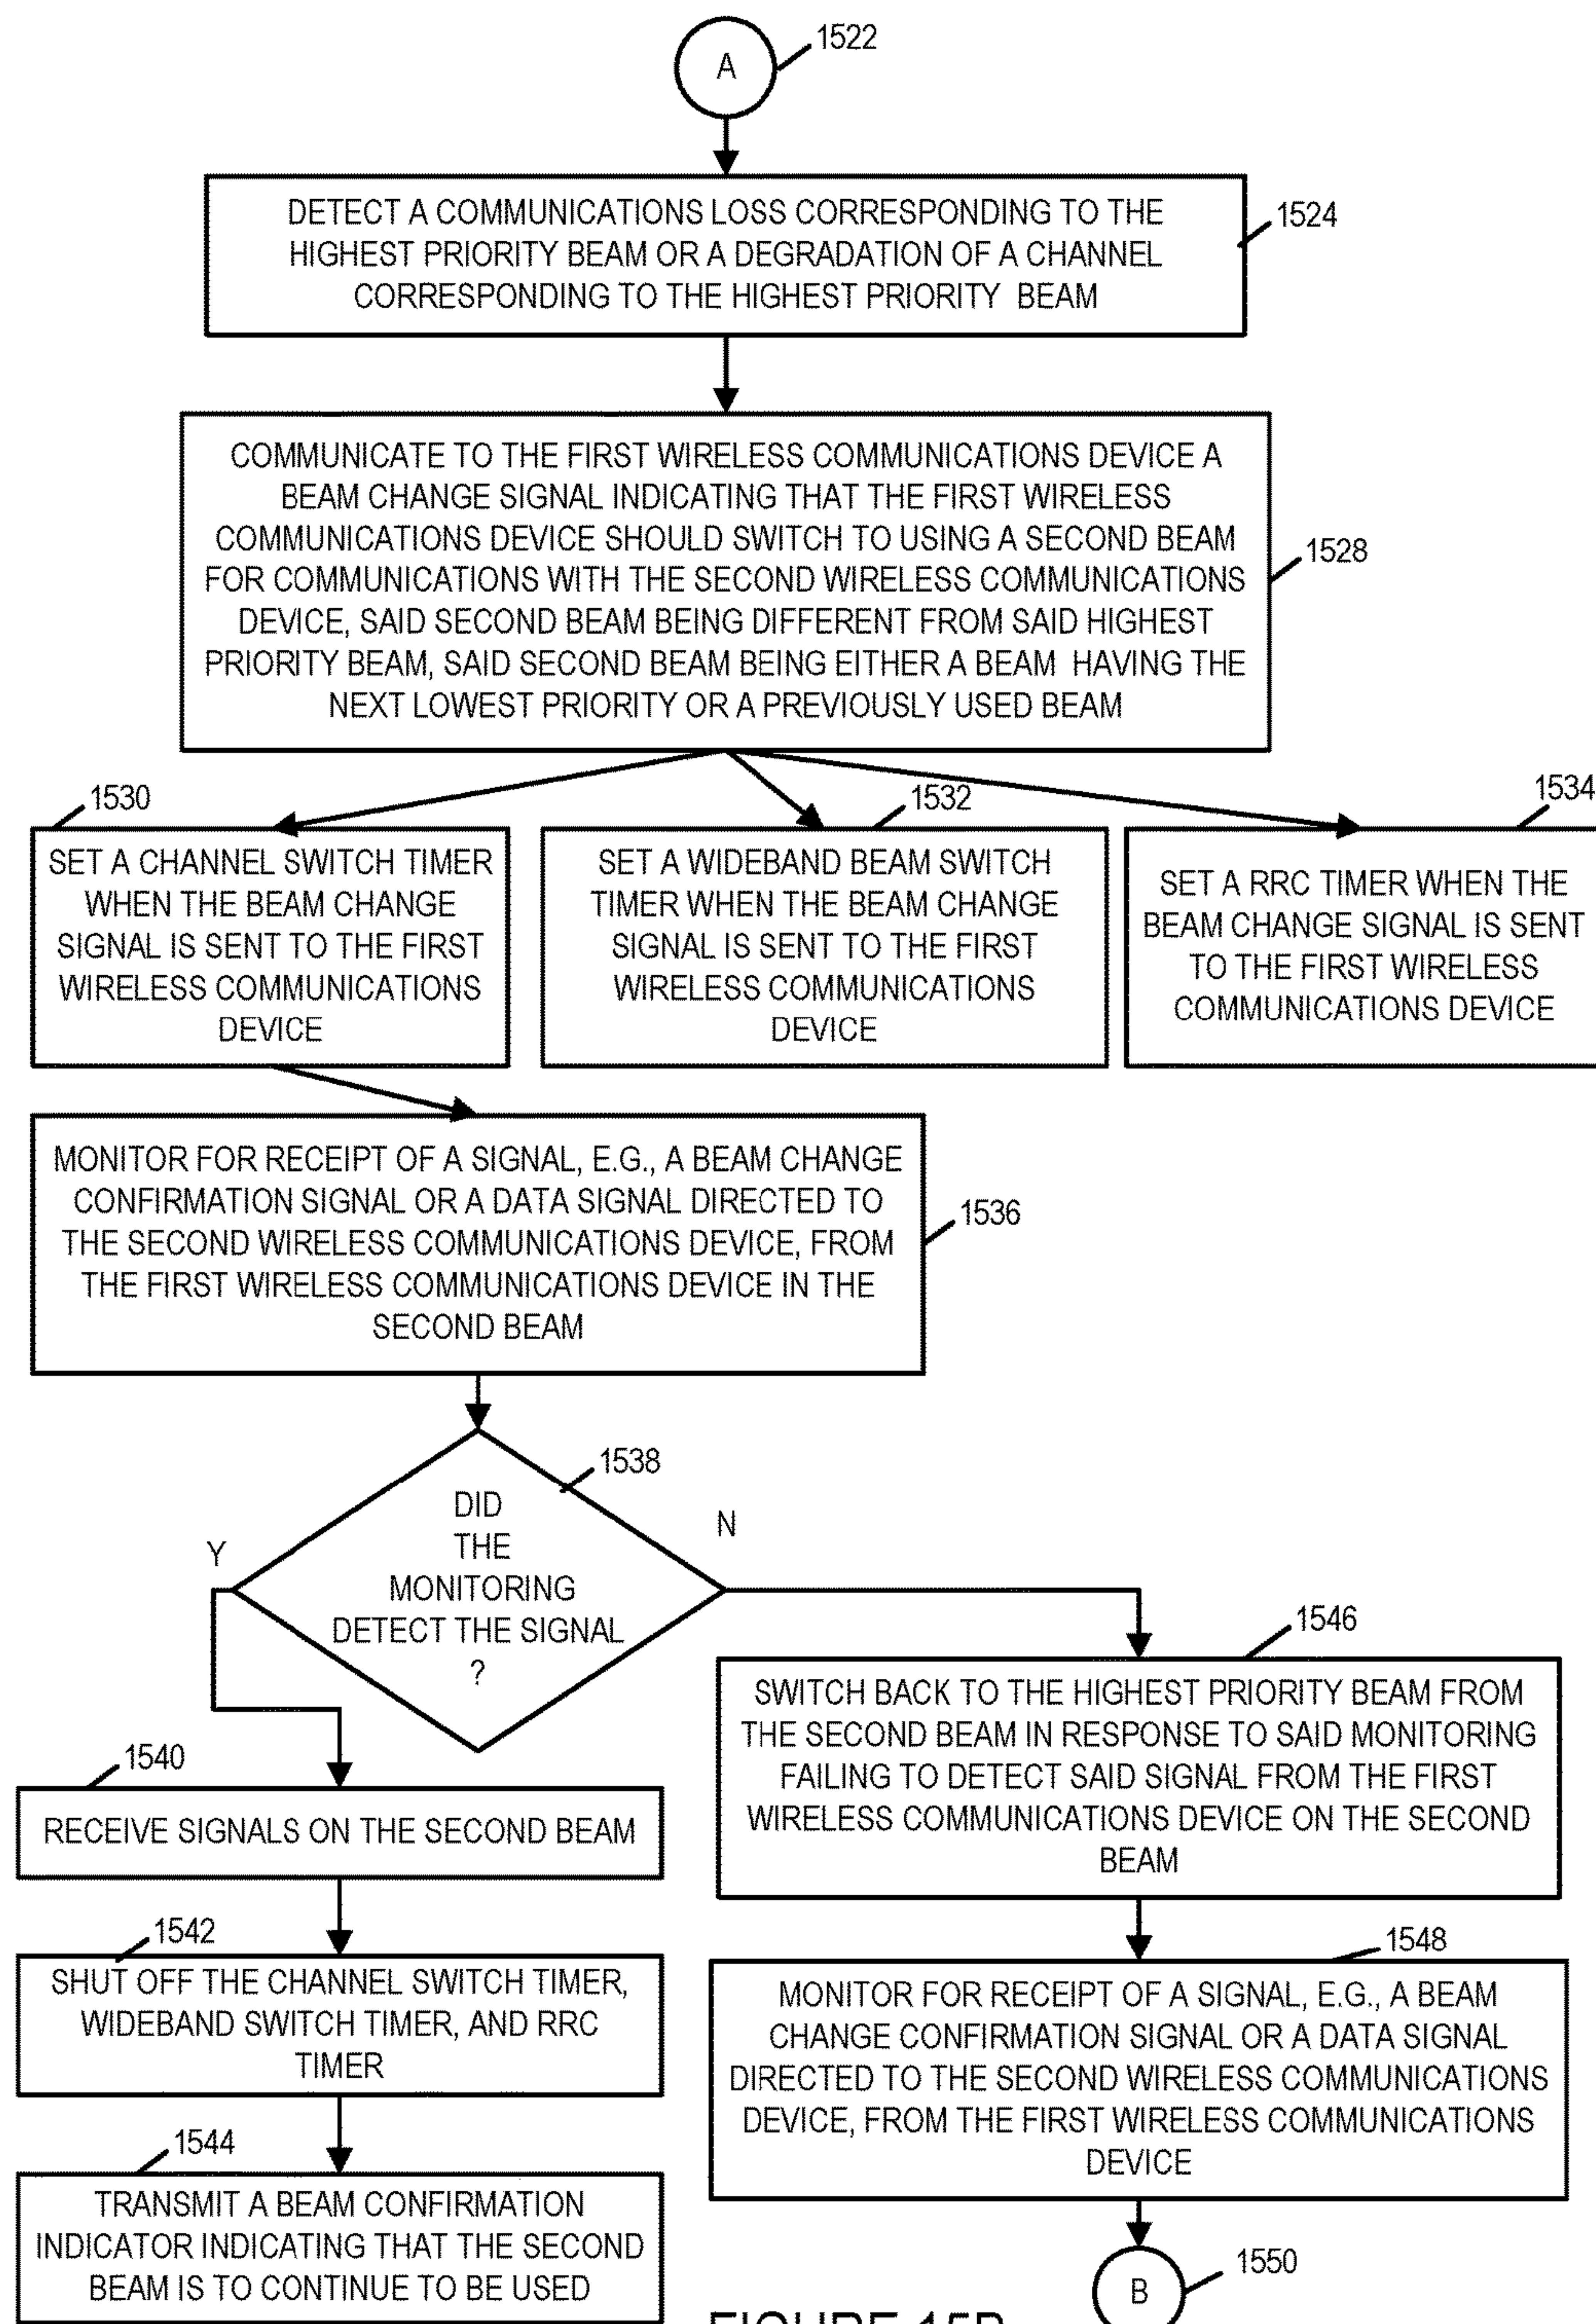 A
1522
DETECT A COMMUNICATIONS LOSS CORRESPONDING TO THE
HIGHEST PRIORITY BEAM OR A DEGRADATION OF A CHANNEL
CORRESPONDING TO THE HIGHEST PRIORITY BEAM
1524
COMMUNICATE TO THE FIRST WIRELESS COMMUNICATIONS DEVICE A
BEAM CHANGE SIGNAL INDICATING THAT THE FIRST WIRELESS
COMMUNICATIONS DEVICE SHOULD SWITCH TO USING A SECOND BEAM
FOR COMMUNICATIONS WITH THE SECOND WIRELESS COMMUNICATIONS
DEVICE, SAID SECOND BEAM BEING DIFFERENT FROM SAID HIGHEST
PRIORITY BEAM, SAID SECOND BEAM BEING EITHER A BEAM HAVING THE
NEXT LOWEST PRIORITY OR A PREVIOUSLY USED BEAM
1528
1530
SET A CHANNEL SWITCH TIMER
WHEN THE BEAM CHANGE
SIGNAL IS SENT TO THE FIRST
WIRELESS COMMUNICATIONS
DEVICE
1532
SET A WIDEBAND BEAM SWITCH
TIMER WHEN THE BEAM CHANGE
SIGNAL IS SENT TO THE FIRST
WIRELESS COMMUNICATIONS
DEVICE
1534
SET A RRC TIMER WHEN THE
BEAM CHANGE SIGNAL IS SENT
TO THE FIRST WIRELESS
COMMUNICATIONS DEVICE
MONITOR FOR RECEIPT OF A SIGNAL, E.G., A BEAM CHANGE
CONFIRMATION SIGNAL OR A DATA SIGNAL DIRECTED TO
THE SECOND WIRELESS COMMUNICATIONS DEVICE, FROM
THE FIRST WIRELESS COMMUNICATIONS DEVICE IN THE
SECOND BEAM
1536
1538
DID
THE
MONITORING
DETECT THE SIGNAL
?
Y
N
1540
RECEIVE SIGNALS ON THE SECOND BEAM
1542
SHUT OFF THE CHANNEL SWITCH TIMER,
WIDEBAND SWITCH TIMER, AND RRC
TIMER
1544
TRANSMIT A BEAM CONFIRMATION
INDICATOR INDICATING THAT THE SECOND
BEAM IS TO CONTINUE TO BE USED
1546
SWITCH BACK TO THE HIGHEST PRIORITY BEAM FROM
THE SECOND BEAM IN RESPONSE TO SAID MONITORING
FAILING TO DETECT SAID SIGNAL FROM THE FIRST
WIRELESS COMMUNICATIONS DEVICE ON THE SECOND
BEAM
1548
MONITOR FOR RECEIPT OF A SIGNAL, E.G., A BEAM
CHANGE CONFIRMATION SIGNAL OR A DATA SIGNAL
DIRECTED TO THE SECOND WIRELESS COMMUNICATIONS
DEVICE, FROM THE FIRST WIRELESS COMMUNICATIONS
DEVICE
B
1550
FIGURE 15B